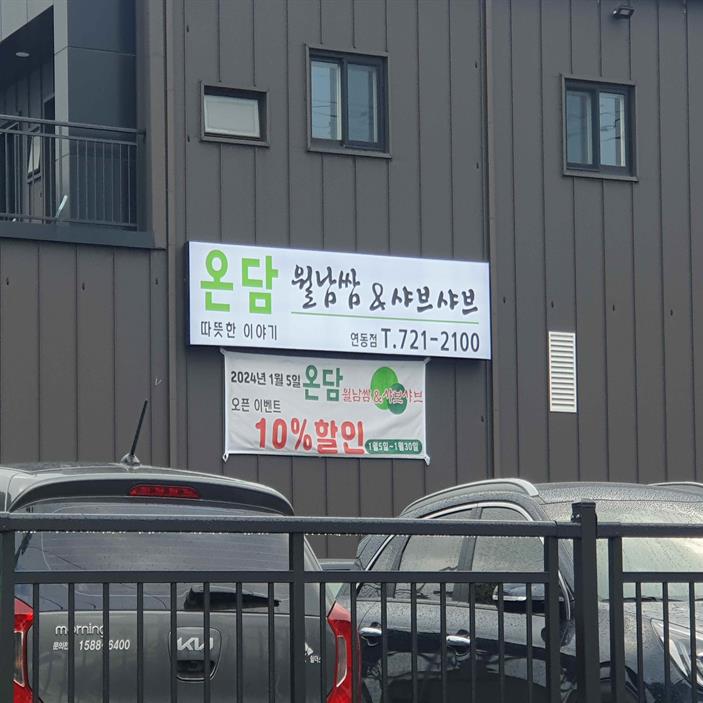 온담 월남쌈 & 샤브샤브
따뜻한 이야기 연동점 T.721-2100
2024년 1월 5일 온담 월남쌈 & 샤브샤브
오픈 이벤트
10%할인 1월5일~1월30일
morning
KIA
1588-6400